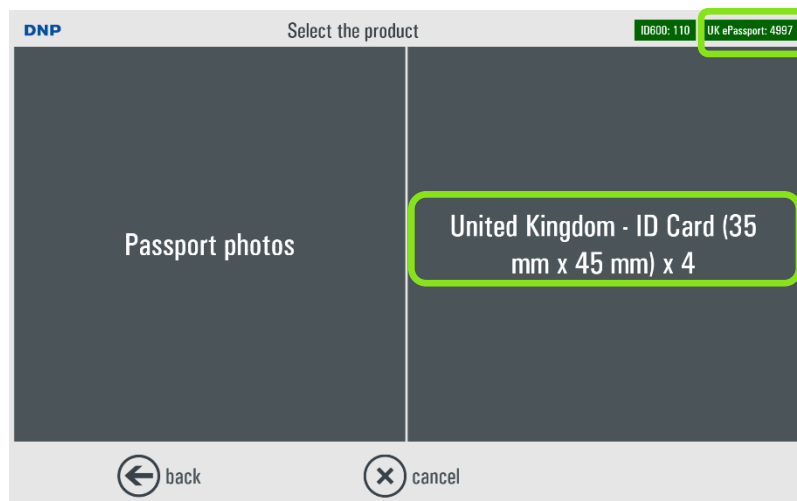 DNP
Select the product
ID600: 110
UK ePassport: 4997
Passport photos
United Kingdom - ID Card (35
mm x 45 mm) x 4
back
cancel